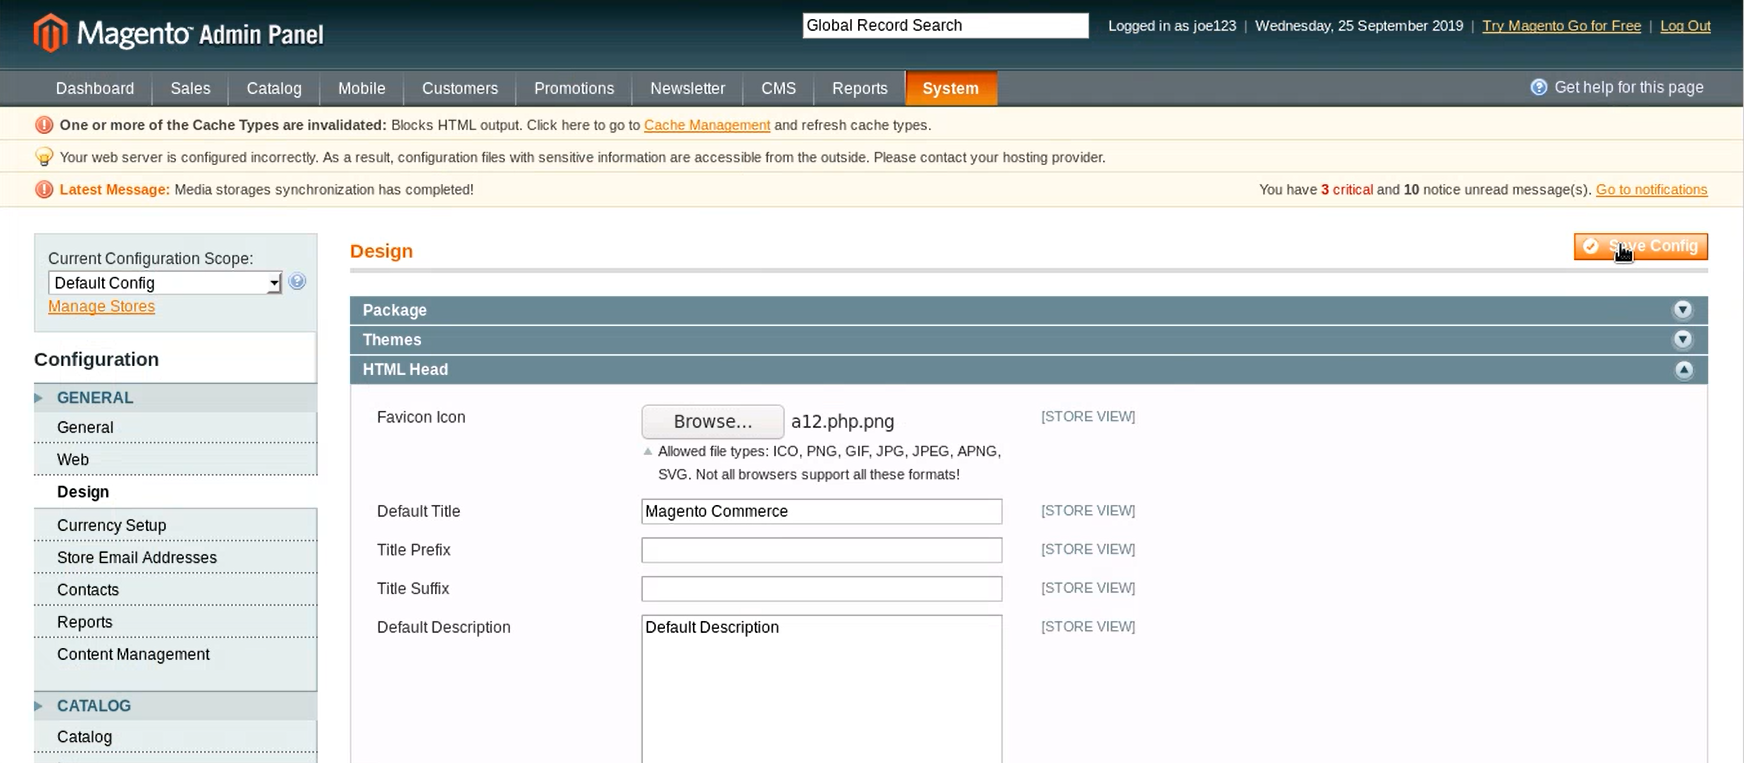 Magento™ Admin Panel
Global Record Search
Logged in as joe123 | Wednesday, 25 September 2019 | Try Magento Go for Free | Log Out
Dashboard Sales Catalog Mobile Customers Promotions Newsletter CMS Reports System
Get help for this page
One or more of the Cache Types are invalidated: Blocks HTML output. Click here to go to Cache Management and refresh cache types.
Your web server is configured incorrectly. As a result, configuration files with sensitive information are accessible from the outside. Please contact your hosting provider.
Latest Message: Media storages synchronization has completed!
You have 3 critical and 10 notice unread message(s). Go to notifications
Current Configuration Scope:
Default Config
Manage Stores
Configuration
GENERAL
General
Web
Design
Currency Setup
Store Email Addresses
Contacts
Reports
Content Management
CATALOG
Catalog
Design
Save Config
Package
Themes
HTML Head
Favicon Icon
Browse... a12.php.png
[STORE VIEW]
Allowed file types: ICO, PNG, GIF, JPG, JPEG, APNG,
SVG. Not all browsers support all these formats!
Default Title
Magento Commerce
[STORE VIEW]
Title Prefix
[STORE VIEW]
Title Suffix
[STORE VIEW]
Default Description
Default Description
[STORE VIEW]